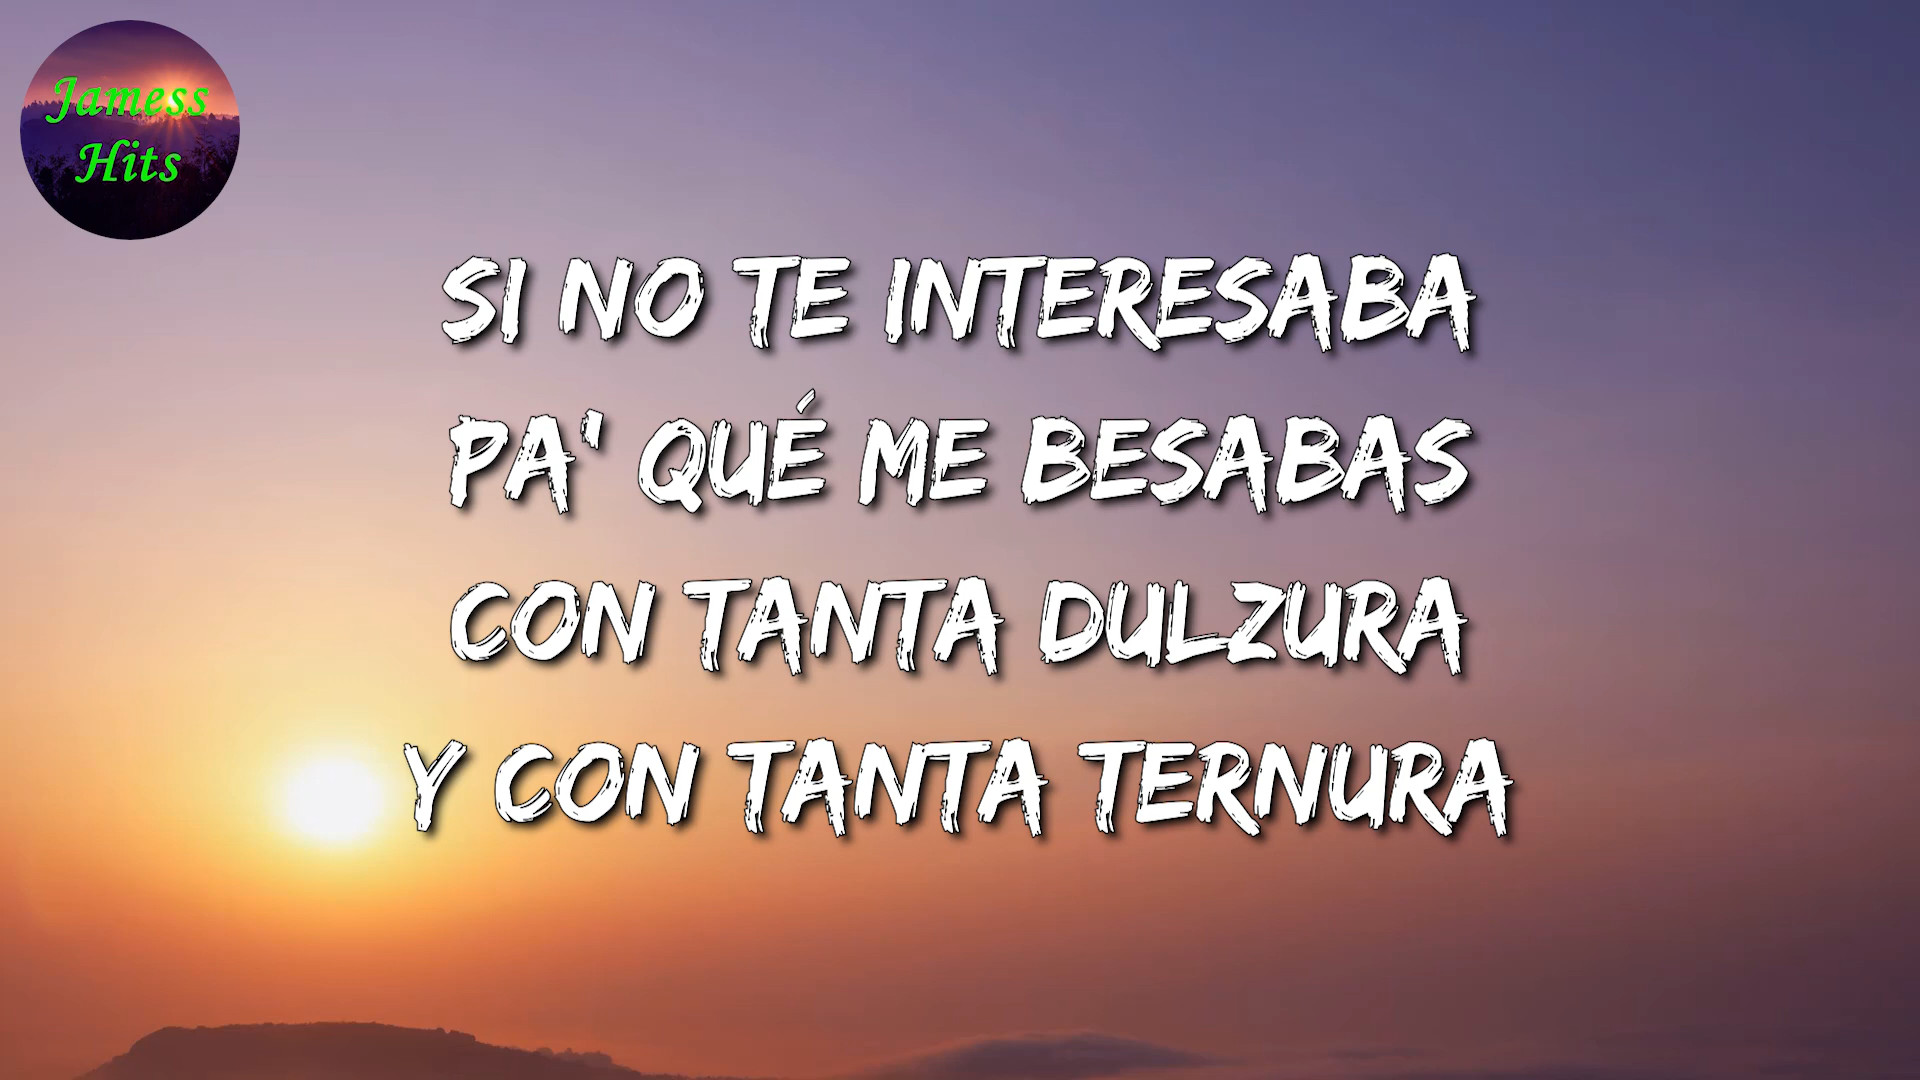 Jamess
Hits
SI NO TE INTERESABA
PA' QUÉ ME BESABAS
CON TANTA DULZURA
Y CON TANTA TERNURA